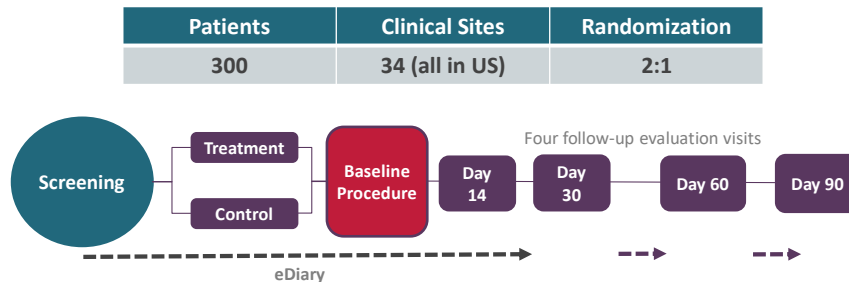 Patients Clinical Sites Randomization
300 34 (all in US) 2:1
Four follow-up evaluation visits
Screening
Treatment
Control
Baseline
Procedure
Day
14
Day
30
Day 60
Day 90
eDiary